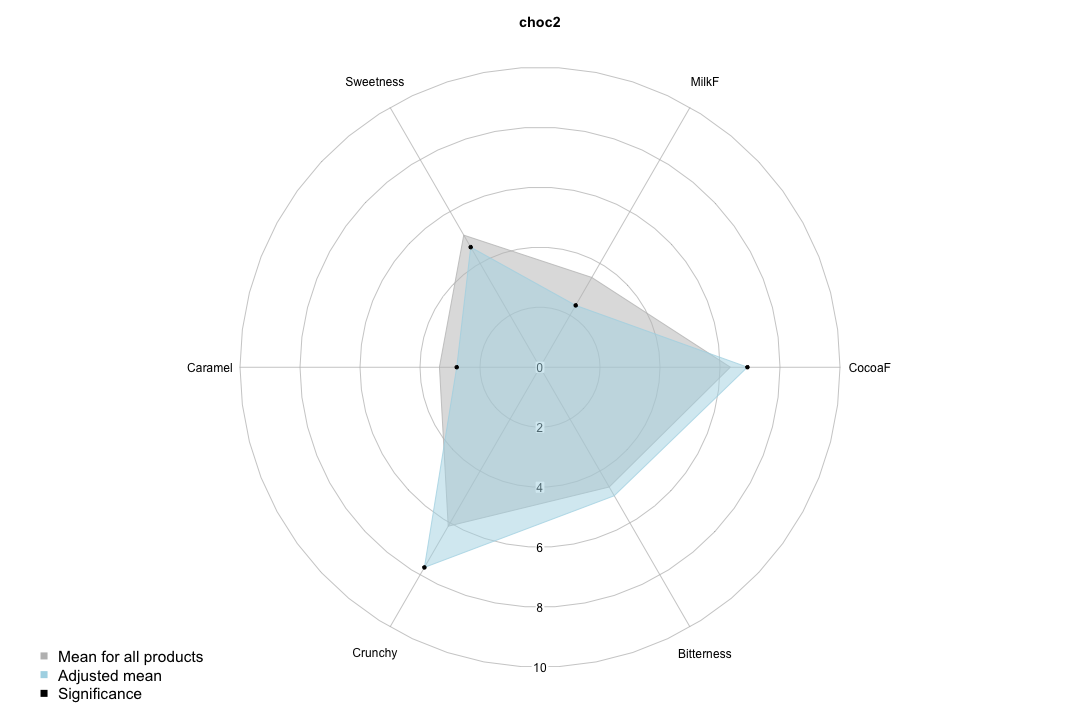 choc2
Sweetness
MilkF
Caramel
0
CocoaF
2
4
6
8
10
Crunchy
Bitterness
Mean for all products
Adjusted mean
Significance